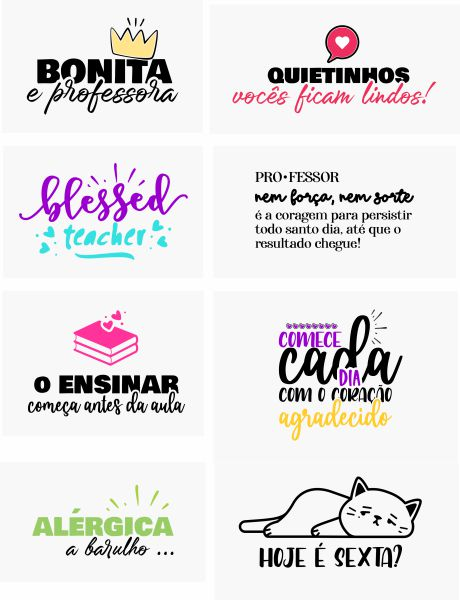 BONITA
e professora
QUIETINHOS
vocês ficam lindos!
blessed
teacher
PRO•FESSOR
nem força, nem sorte
é a coragem para persistir
todo santo dia, até que o
resultado chegue!
O ENSINAR
começa antes da aula
COMECE
cada
DIA
COM O CORAÇÃO
agradecido
ALÉRGICA
a barulho ...
HOJE É SEXTA?